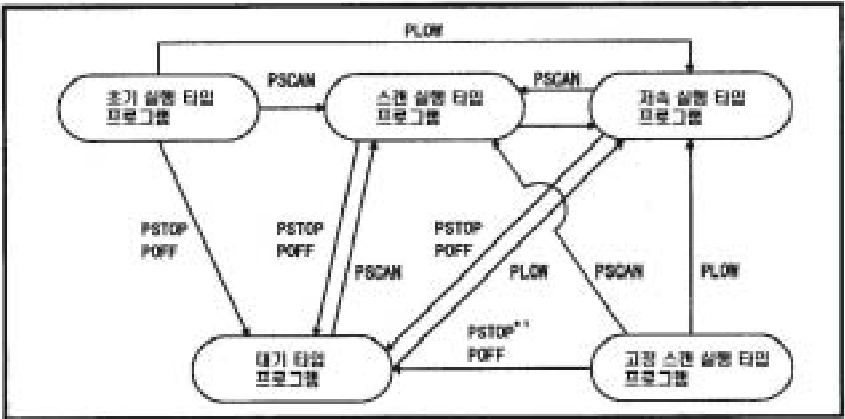 PLOW
초기 실행 타입
프로그램
PSCAN
스캔 실행 타입
프로그램
PSCAN
저속 실행 타입
프로그램
PSTOP
POFF
PSTOP
POFF
PSCAN
PSTOP
POFF
PLOW
PSCAN
PLOW
PSTOP*1
POFF
대기 타입
프로그램
고정 스캔 실행 타입
프로그램